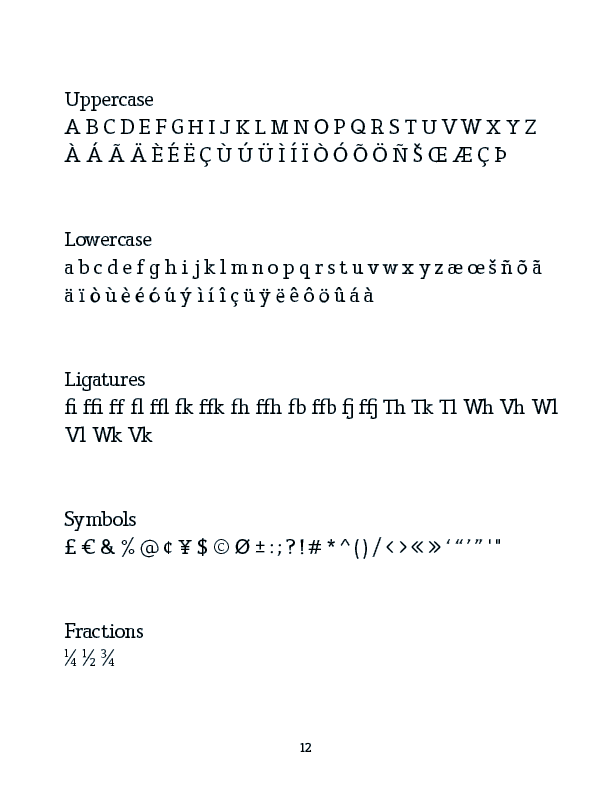 Uppercase
A B C D E F G H I J K L M N O P Q R S T U V W X Y Z
À Á Ã Ä È É Ë Ç Ù Ú Ü Ì Í Ï Ò Ó Õ Ö Ñ Š Œ Æ Ç Þ
Lowercase
a b c d e f g h i j k l m n o p q r s t u v w x y z æ œ š ñ õ ã
ä ï ò ù è é ó ú ý ì í î ç ü ÿ ë ê ô ö û á à
Ligatures
fi ffi ff fl ffl fk ffk fh ffh fb ffb fj ffj Th Tk Tl Wh Vh Wl
Vl Wk Vk
Symbols
£ € & % @ ¢ ¥ $ © Ø ± : ; ? ! # * ^ ( ) / < > « » ‘ “ ’ ” ' "
Fractions
¼ ½ ¾
12